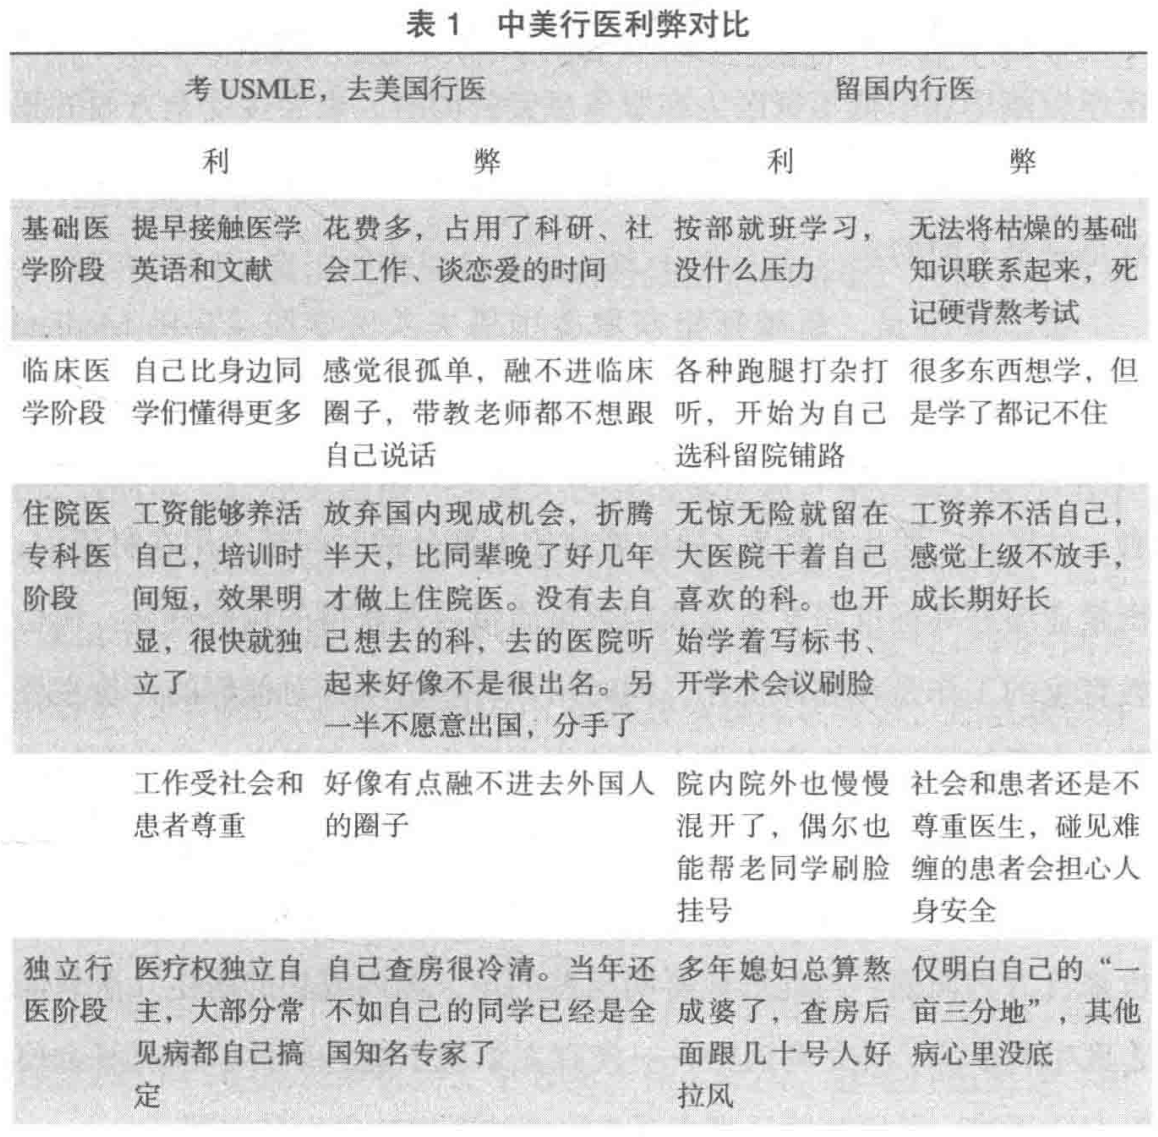 表 1 中美行医利弊对比
考 USMLE，去美国行医 留国内行医
利 弊 利 弊
基础医 提早接触医学 花费多，占用了科研、社 按部就班学习， 无法将枯燥的基础
学阶段 英语和文献 会工作、谈恋爱的时间 没什么压力 知识联系起来，死
记硬背熬考试
临床医 自己比身边同 感觉很孤单，融不进临床 各种跑腿打杂打 很多东西想学，但
学阶段 学们懂得更多 圈子，带教老师都不想跟 听，开始为自己 是学了都记不住
自己说话 选科留院铺路
住院医 工资能够养活 放弃国内现成机会，折腾 无惊无险就留在 工资养不活自己，
专科医 自己，培训时 半天，比同辈晚了好几年 大医院干着自己 感觉上级不放手，
阶段 间短，效果明 才做上住院医。没有去自 喜欢的科。也开 成长期好长
显，很快就独 己想去的科，去的医院听 始学着写标书、
立了 起来好像不是很出名。另 开学术会议刷脸
一半不愿意出国，分手了
工作受社会和 好像有点融不进去外国人 院内院外也慢慢 社会和患者还是不
患者尊重 的圈子 混开了，偶尔也 尊重医生，碰见难
能帮老同学刷脸 缠的患者会担心人
挂号 身安全
独立行 医疗权独立自 自己查房很冷清。当年还 多年媳妇总算熬 仅明白自己的“一
医阶段 主，大部分常 不如自己的同学已经是全 成婆了，查房后 亩三分地”，其他
见病都自己搞 国知名专家了 面跟几十号人好 病心里没底
定 拉风